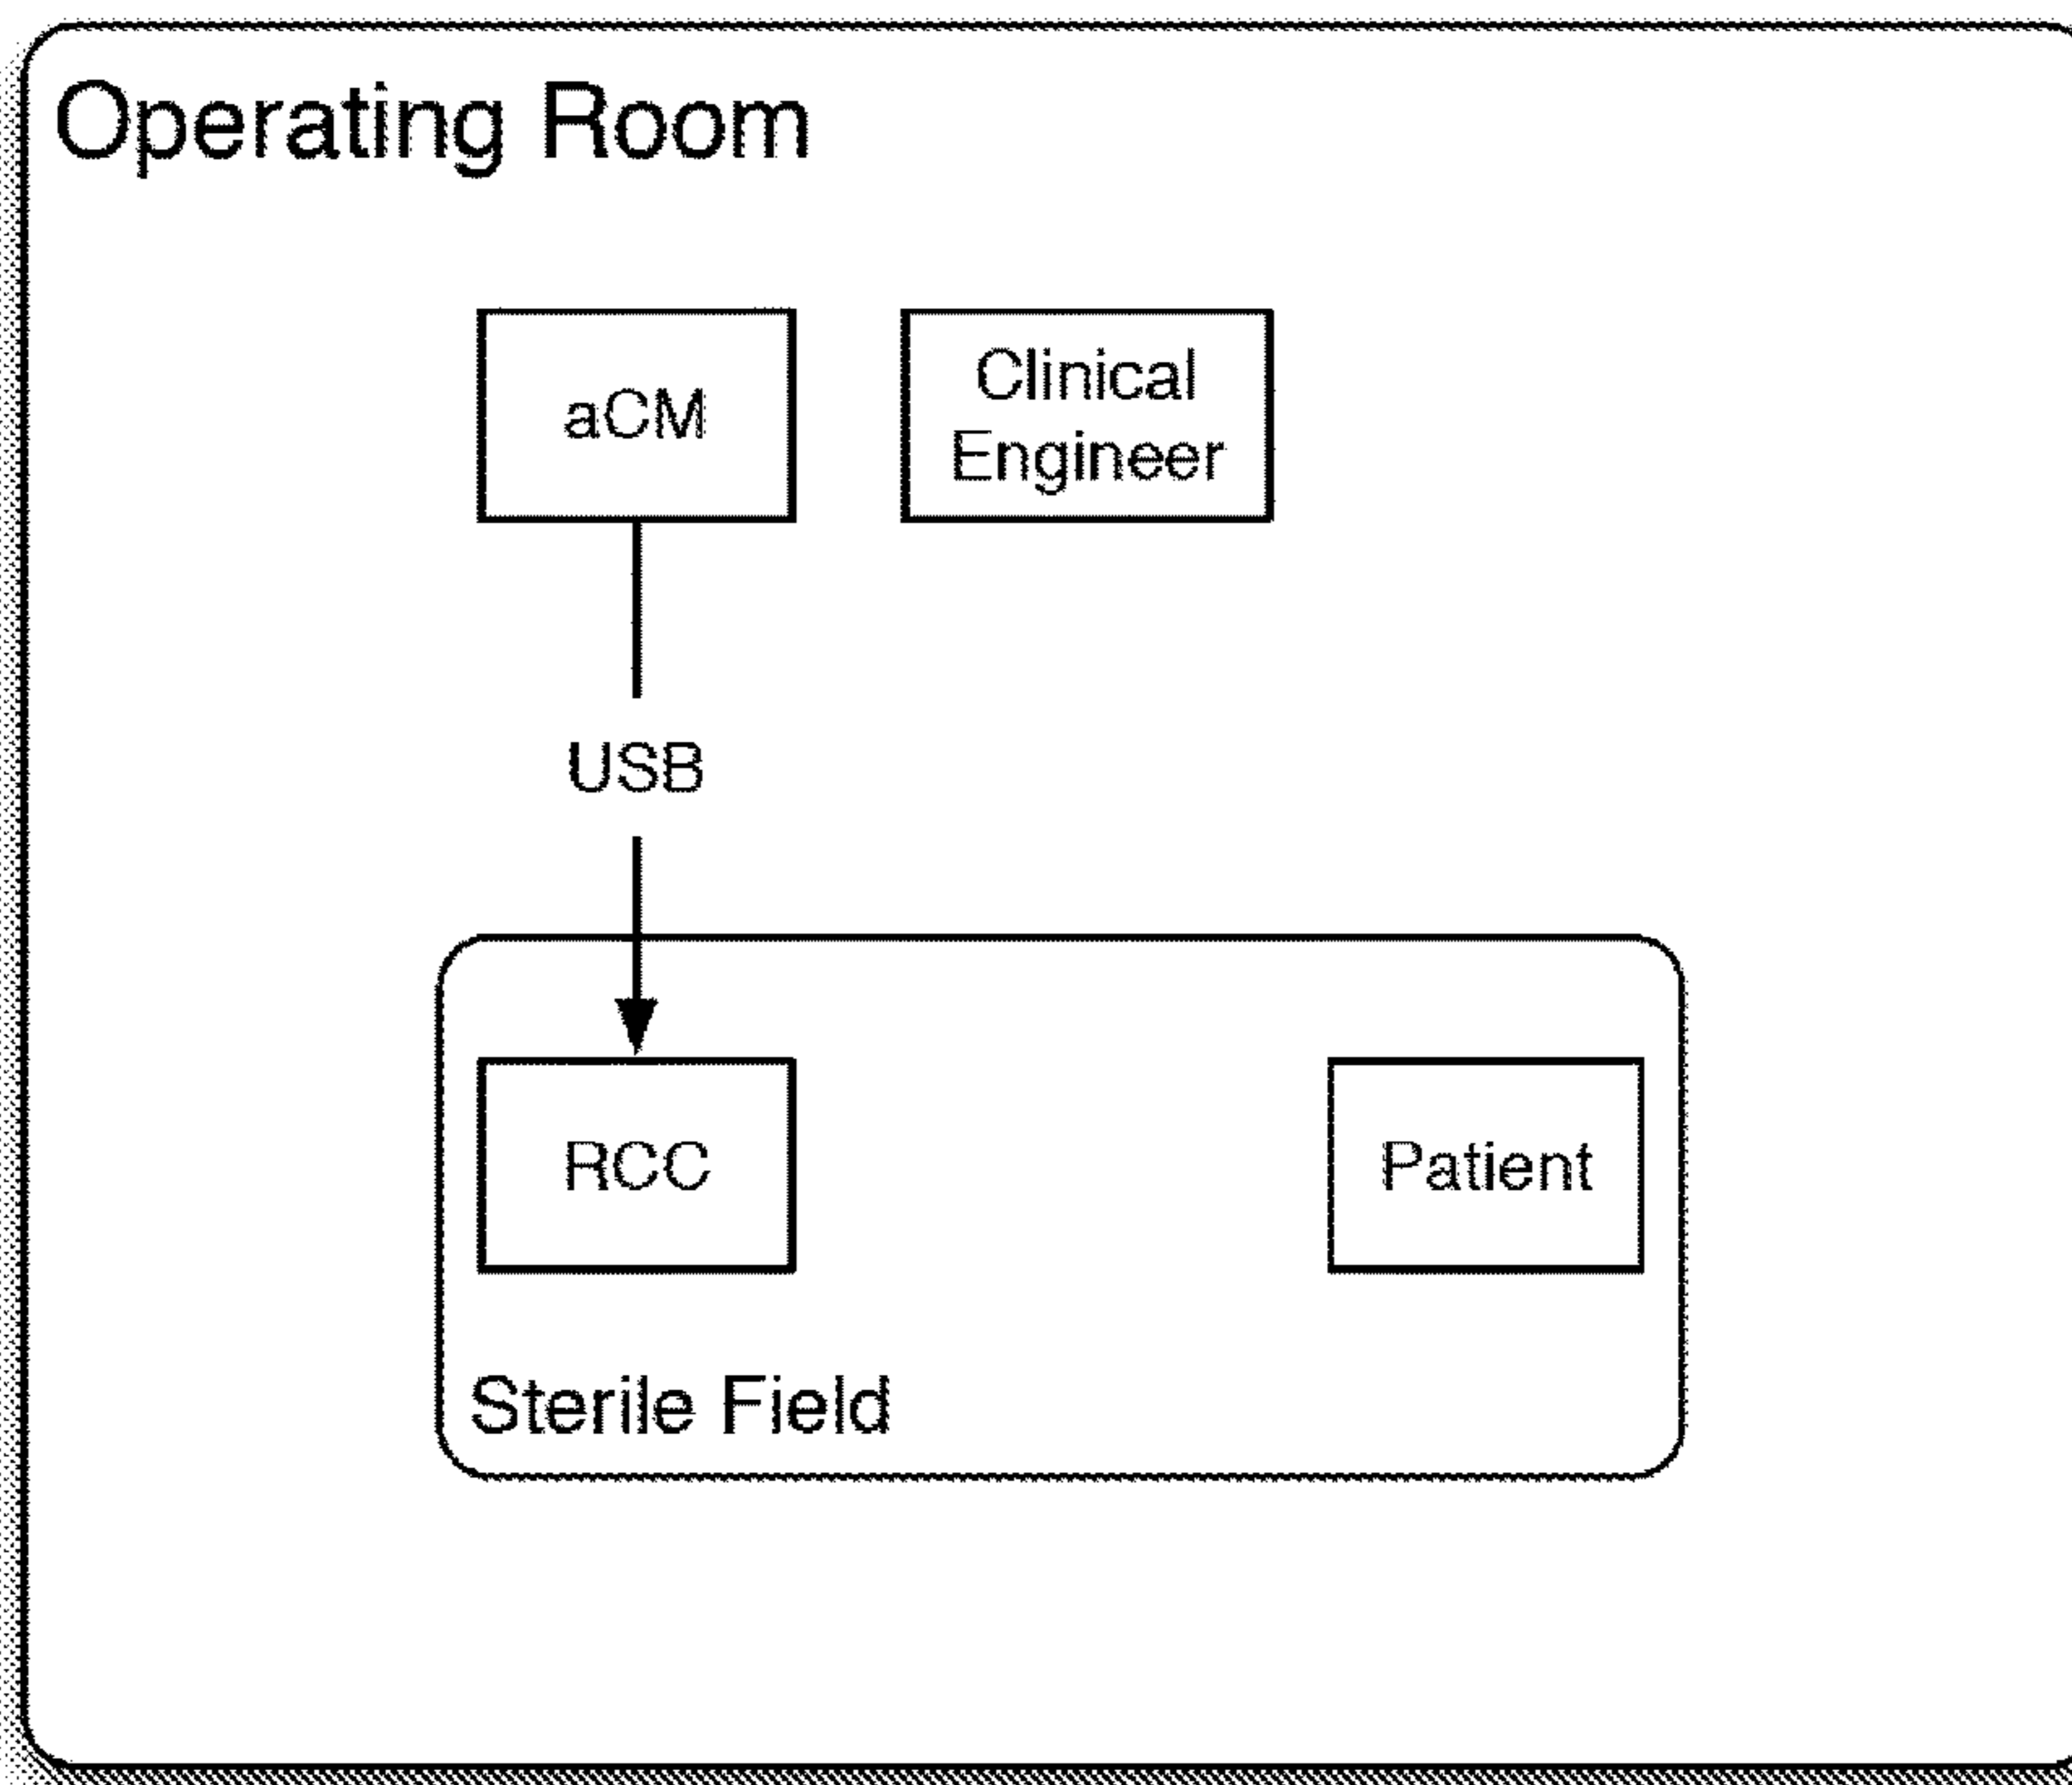 Operating Room
aCM
Clinical
Engineer
USB
RCC
Patient
Sterile Field